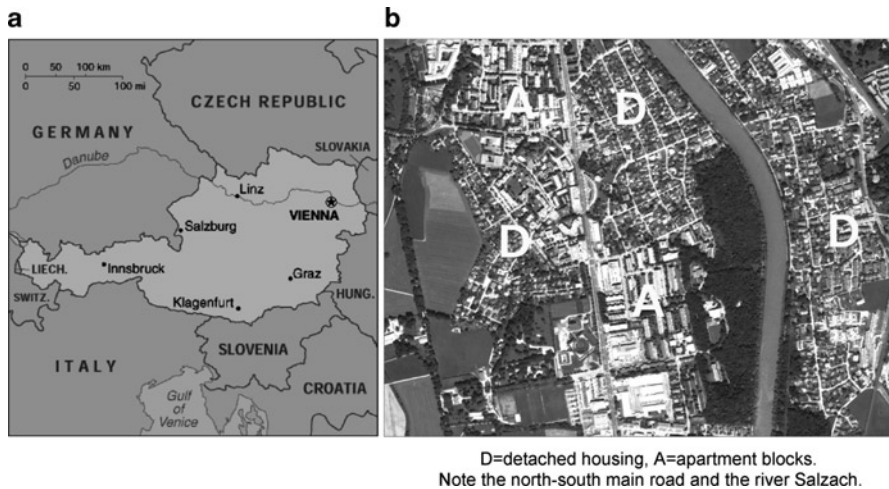 a
0 50 100 km
0 50 100 mi
CZECH REPUBLIC
GERMANY
SLOVAKIA
Danube
Linz
VIENNA
Salzburg
LIECH.
Innsbruck
Graz
SWITZ.
HUNG.
Klagenfurt
ITALY
SLOVENIA
CROATIA
Gulf
of
Venice
b
A
D
D
D
A
D=detached housing, A=apartment blocks.
Note the north-south main road and the river Salzach.